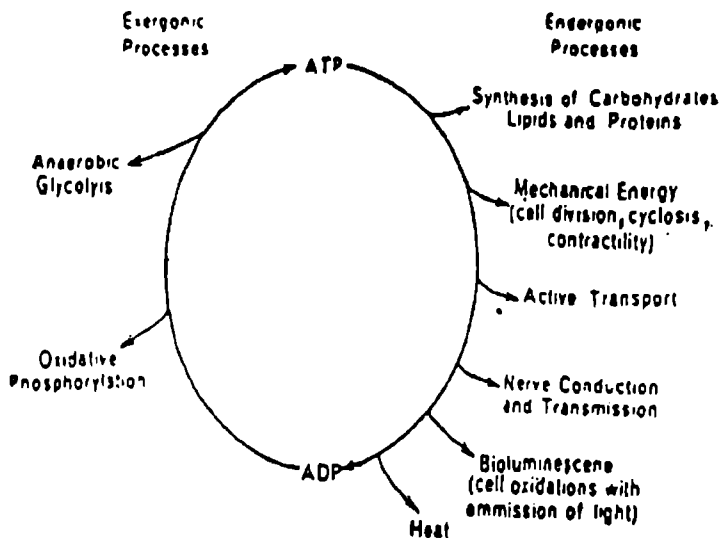 Exergonic
Processes
Endergonic
Processes
ATP
Synthesis of Carbohydrates
Lipids and Proteins
Anaerobic
Glycolyis
Mechanical Energy
(cell division, cyclosis,
contractility)
Active Transport
Oxidative
Phosphorylation
Nerve Conduction
and Transmission
Bioluminescene
(cell oxidations with
ammission of light)
ADP
Heat